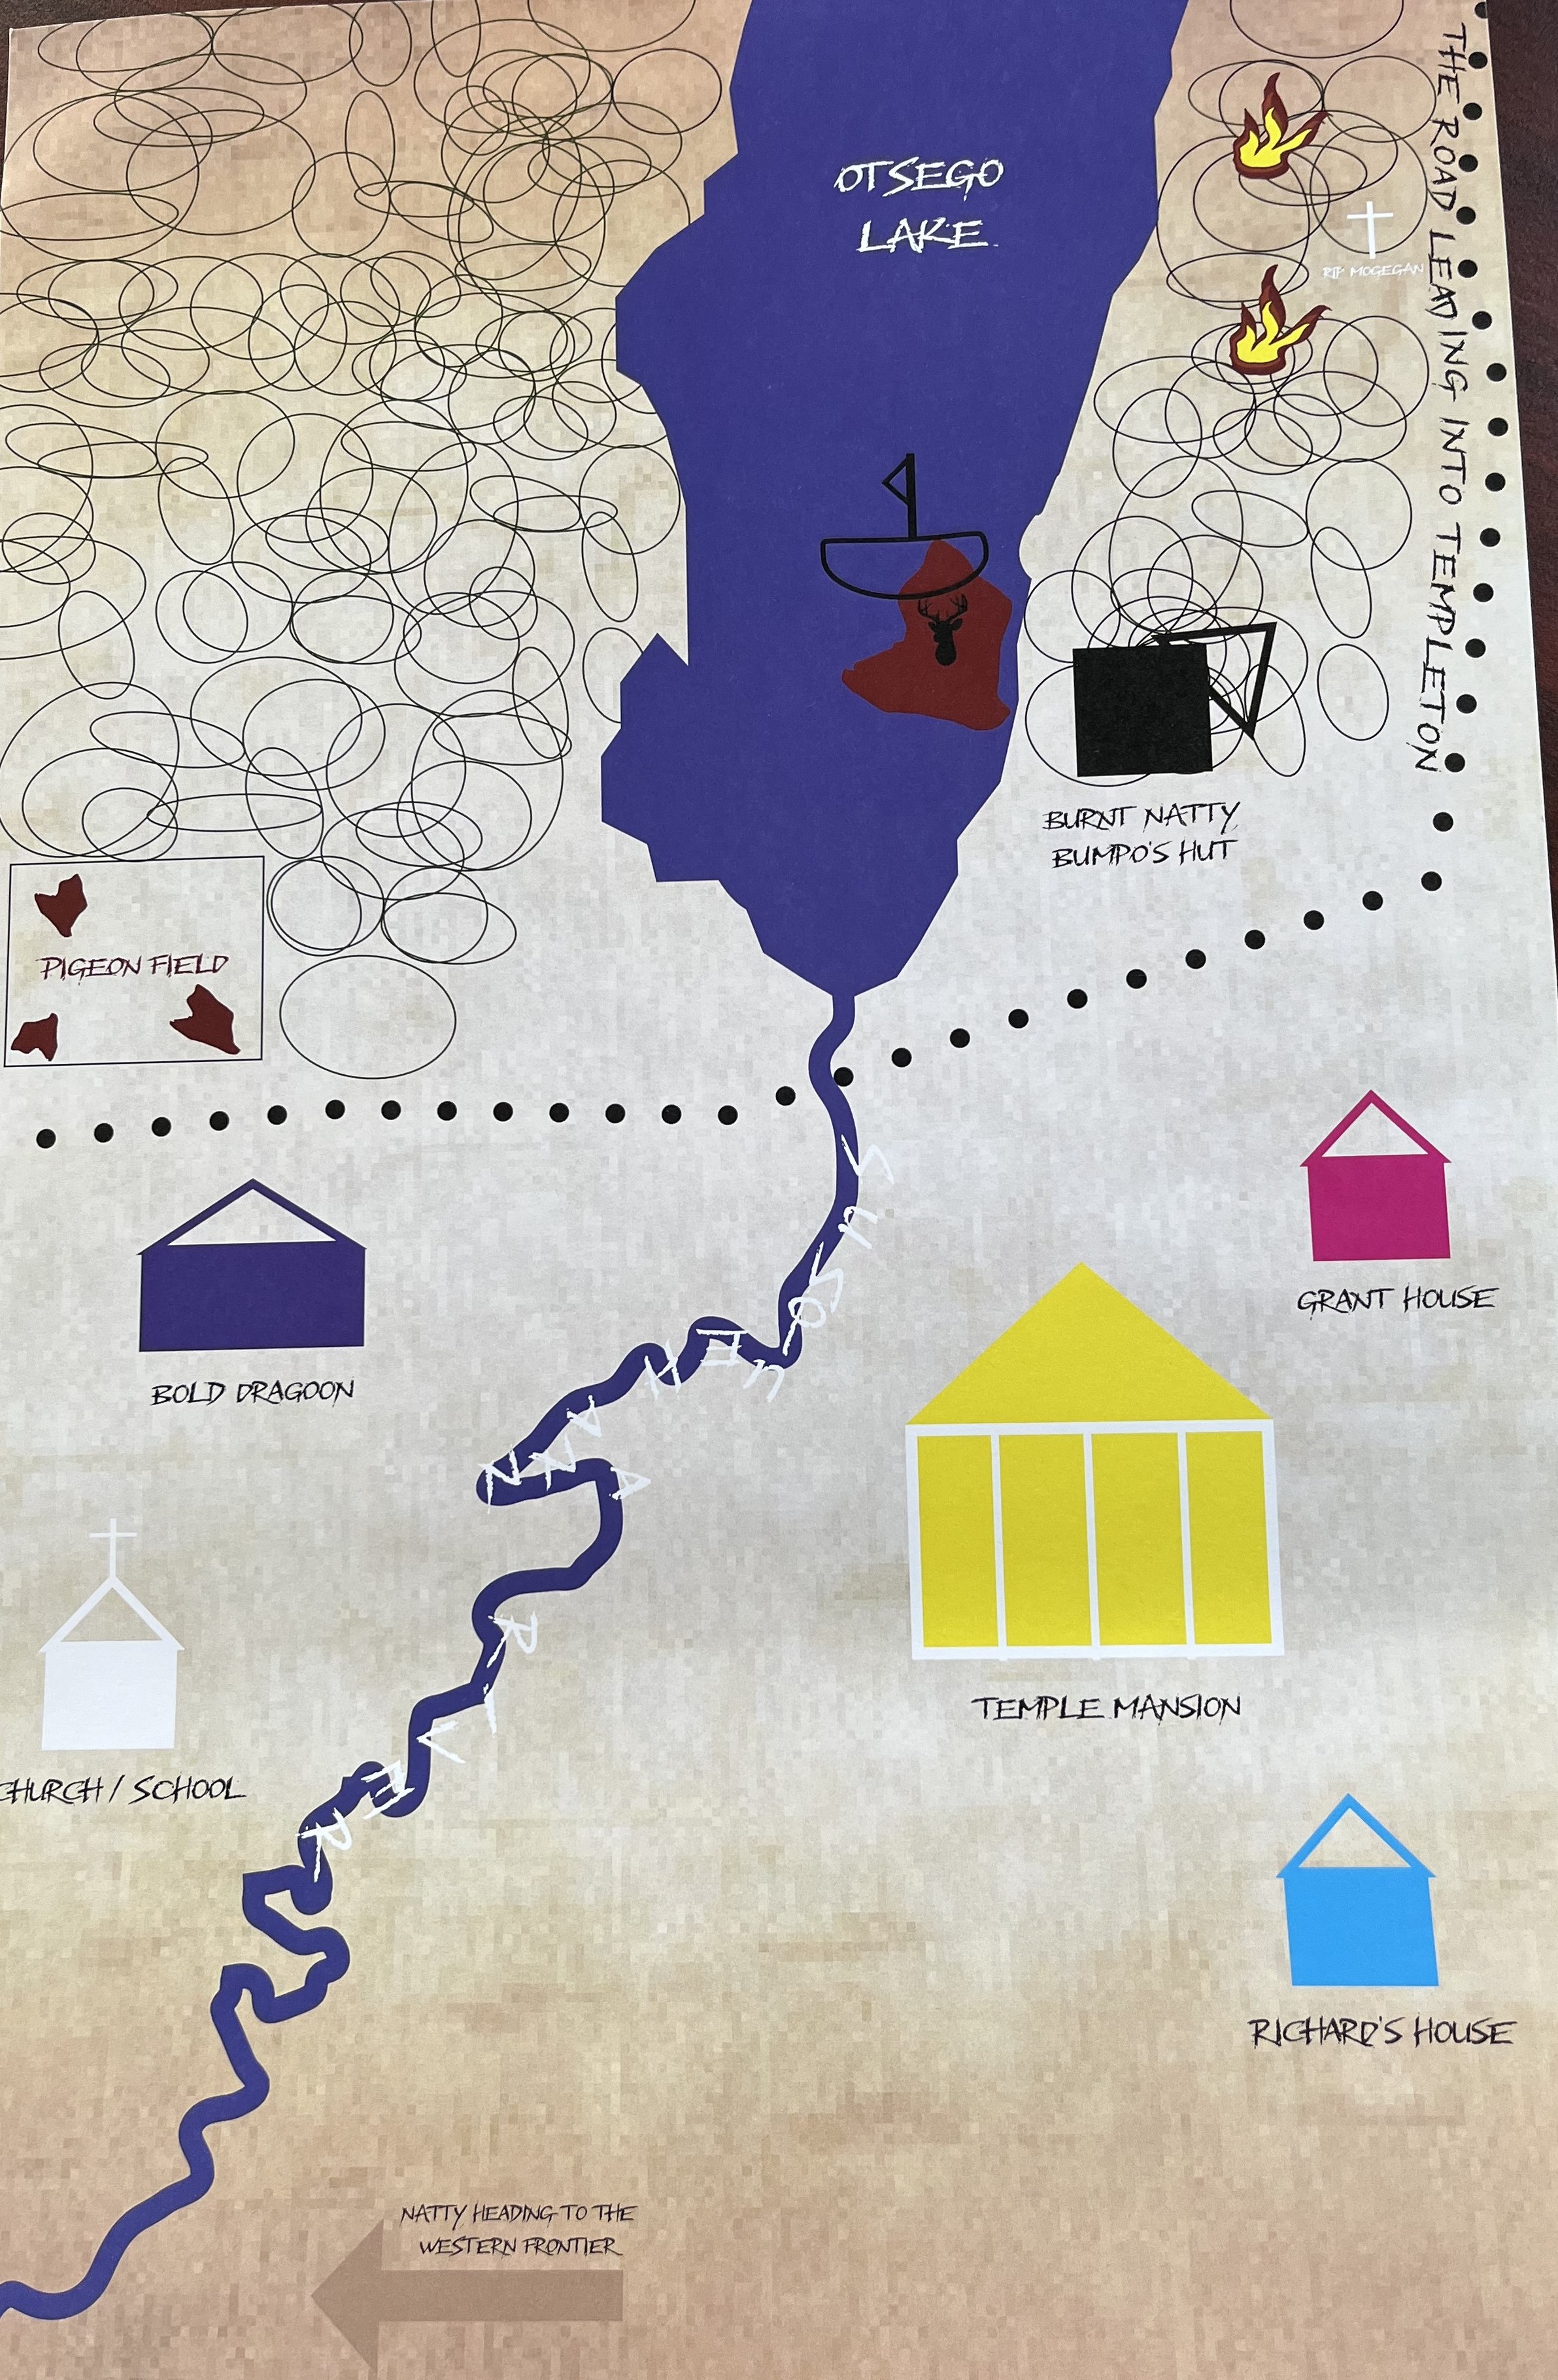 OTSEGO
LAKE
RIP MOGEGAN
THE ROAD LEADING INTO TEMPLETON
BURNT NATTY
BUMPO'S HUT
PIGEON FIELD
SUSQUEHANNA RIVER
GRANT HOUSE
BOLD DRAGOON
TEMPLE MANSION
CHURCH / SCHOOL
RICHARD'S HOUSE
NATTY HEADING TO THE
WESTERN FRONTIER